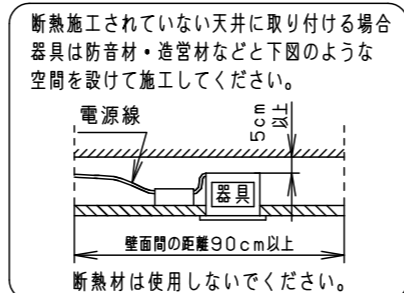 断熱施工されていない天井に取り付ける場合
器具は防音材・造営材などと下図のような
空間を設けて施工してください。
電源線
5cm
以上
器具
壁面間の距離90cm以上
断熱材は使用しないでください。